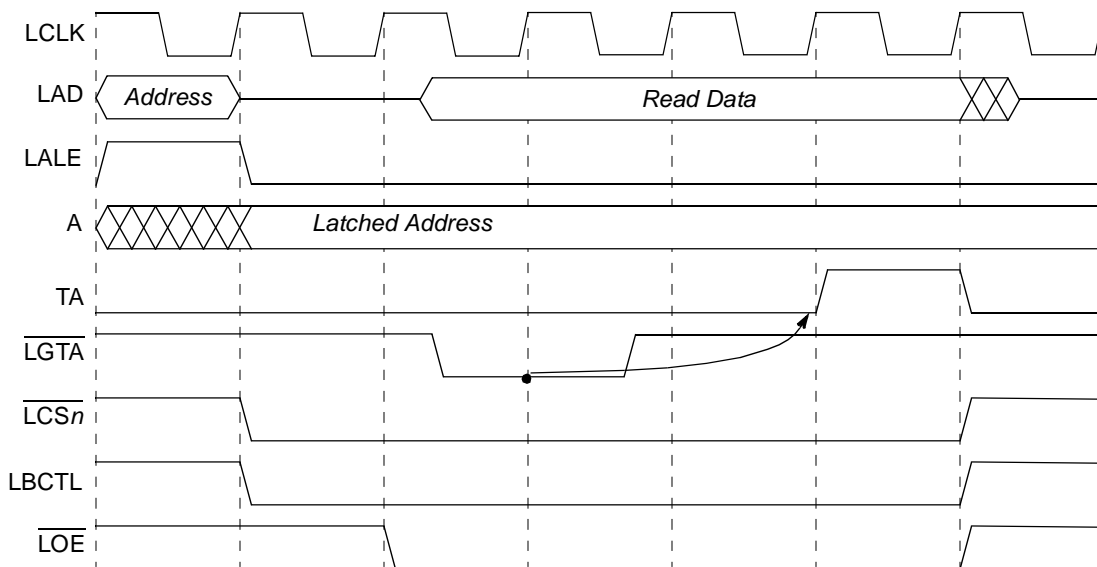 LCLK
LAD Address Read Data
LALE
A Latched Address
TA
LGTA
LCSn
LBCTL
LOE